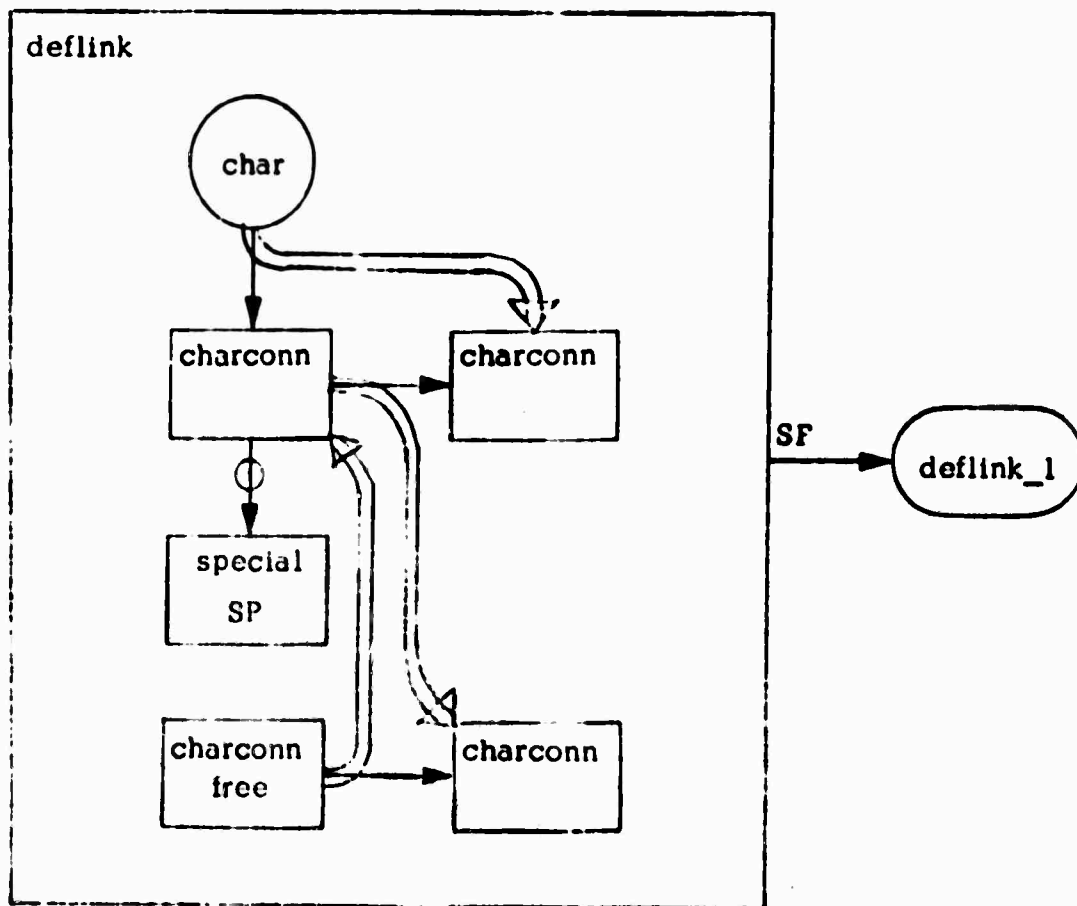 deflink
char
charconn
charconn
SF
deflink_1
special
SP
charconn
free
charconn